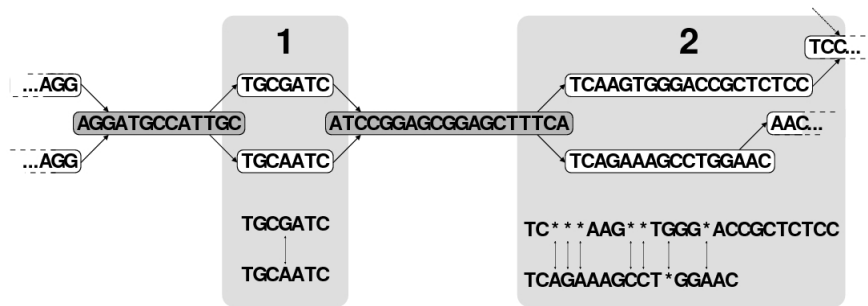 1
2
TCC...
...AGG
TGCGATC
TCAAGTGGGACCGCTCTCC
AGGATGCCATTGC
ATCCGGAGCGGAGCTTTCA
AAC...
...AGG
TGCAATC
TCAGAAAGCCTGGAAC
TGCGATC
TC***AAG**TGGG*ACCGCTCTCC
TGCAATC
TCAGAAAGCCT*GGAAC